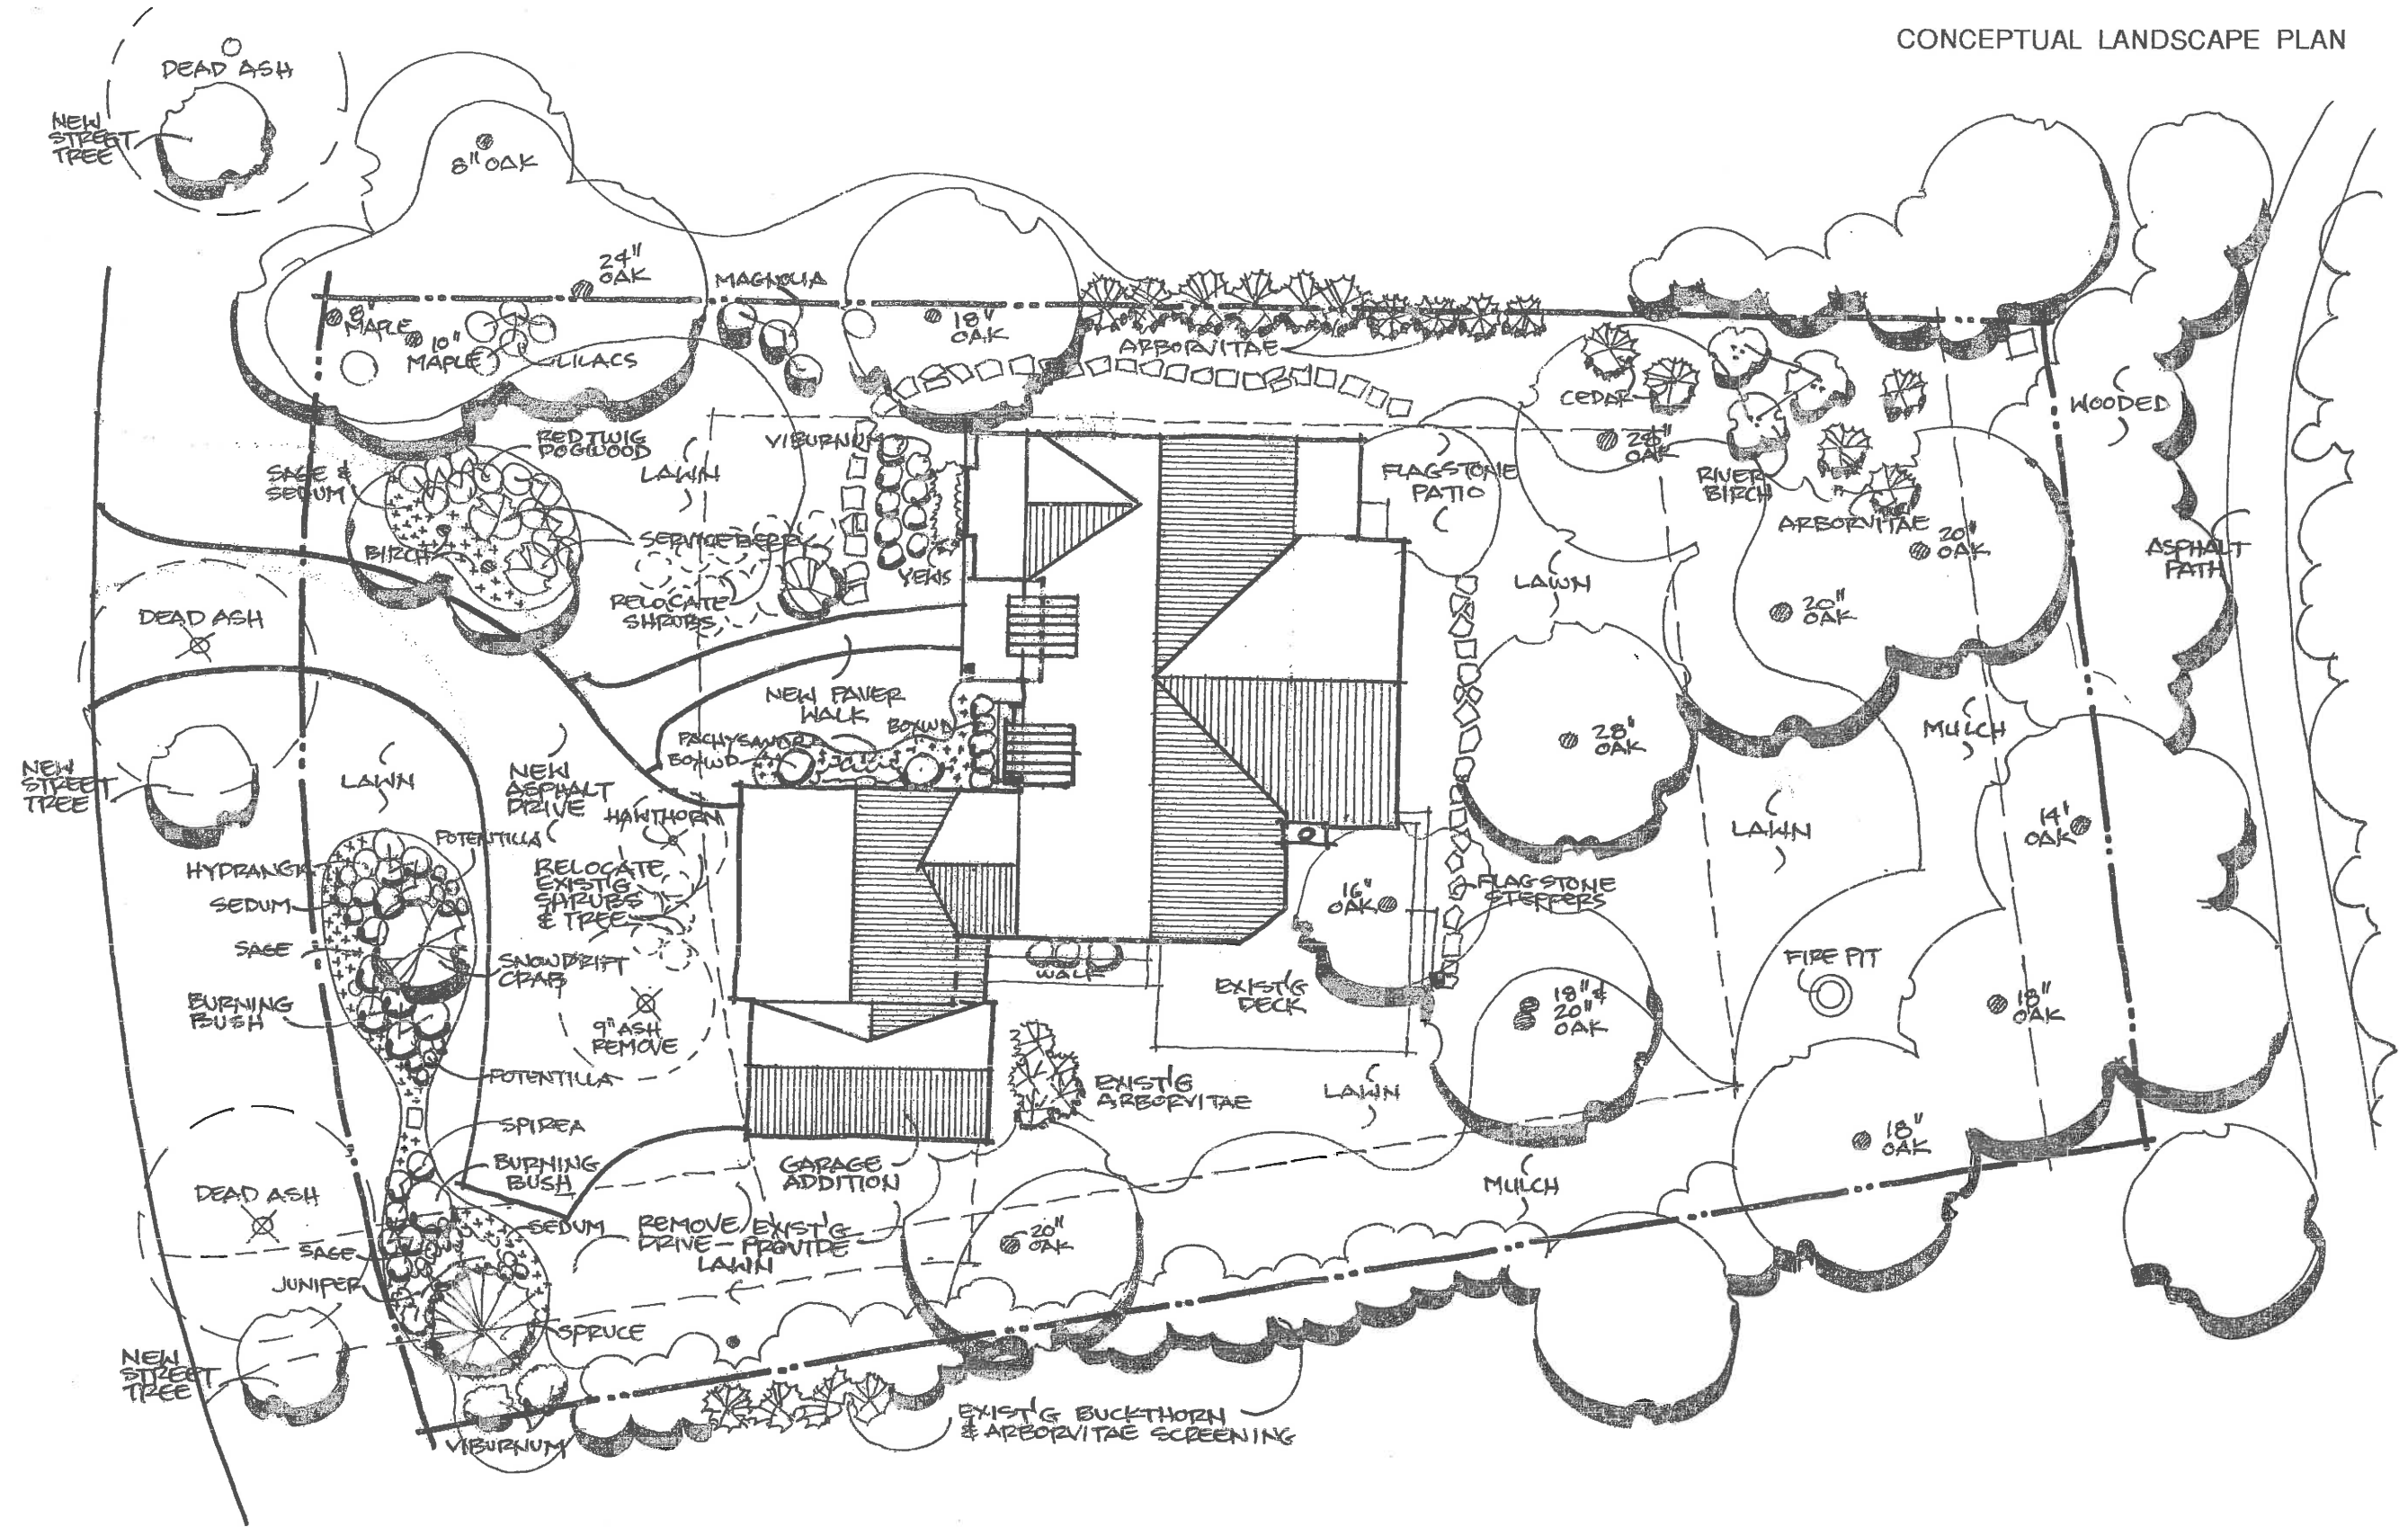 CONCEPTUAL LANDSCAPE PLAN
DEAD ASH
NEW
STREET
TREE
8" OAK
24"
OAK
MAGNOLIA
8"
MAPLE
10"
MAPLE
LILACS
18"
OAK
ARBORVITAE
CEDAR
WOODED
RED TWIG
DOGWOOD
SAGE &
SEDUM
LAWN
VIBURNUM
FLAGSTONE
PATIO
28"
OAK
RIVER
BIRCH
ARBORVITAE
20"
OAK
ASPHALT
PATH
SERVICEBERRY
BIRCH
YEWS
RELOCATE
SHRUBS
LAWN
20"
OAK
DEAD ASH
NEW PAVER
WALK
BOXWD
PACHYSANDRA
BOXWD
28"
OAK
MULCH
NEW
STREET
TREE
LAWN
NEW
ASPHALT
DRIVE
HAWTHORN
LAWN
14"
OAK
POTENTILLA
HYDRANGEA
SEDUM
SAGE
RELOCATE
EXIST'G
SHRUBS
& TREE
16"
OAK
FLAGSTONE
STEPPERS
SNOWDRIFT
CRAB
WALK
EXIST'G
DECK
FIRE PIT
BURNING
BUSH
9" ASH
REMOVE
18" &
20"
OAK
18"
OAK
POTENTILLA
EXIST'G
ARBORVITAE
LAWN
SPIREA
BURNING
BUSH
GARAGE
ADDITION
18"
OAK
MULCH
DEAD ASH
SEDUM
REMOVE EXIST'G
DRIVE - PROVIDE
LAWN
20"
OAK
SAGE
JUNIPER
SPRUCE
NEW
STREET
TREE
VIBURNUM
EXIST'G BUCKTHORN
& ARBORVITAE SCREENING